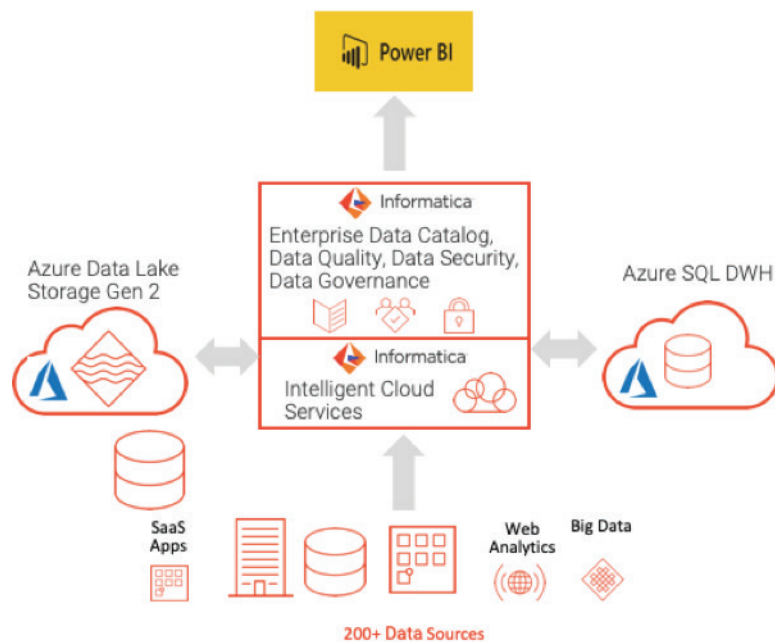 Power BI
Informatica
Enterprise Data Catalog,
Data Quality, Data Security,
Data Governance
Azure Data Lake
Storage Gen 2
Azure SQL DWH
Informatica
Intelligent Cloud
Services
SaaS
Apps
Web
Analytics
Big Data
200+ Data Sources